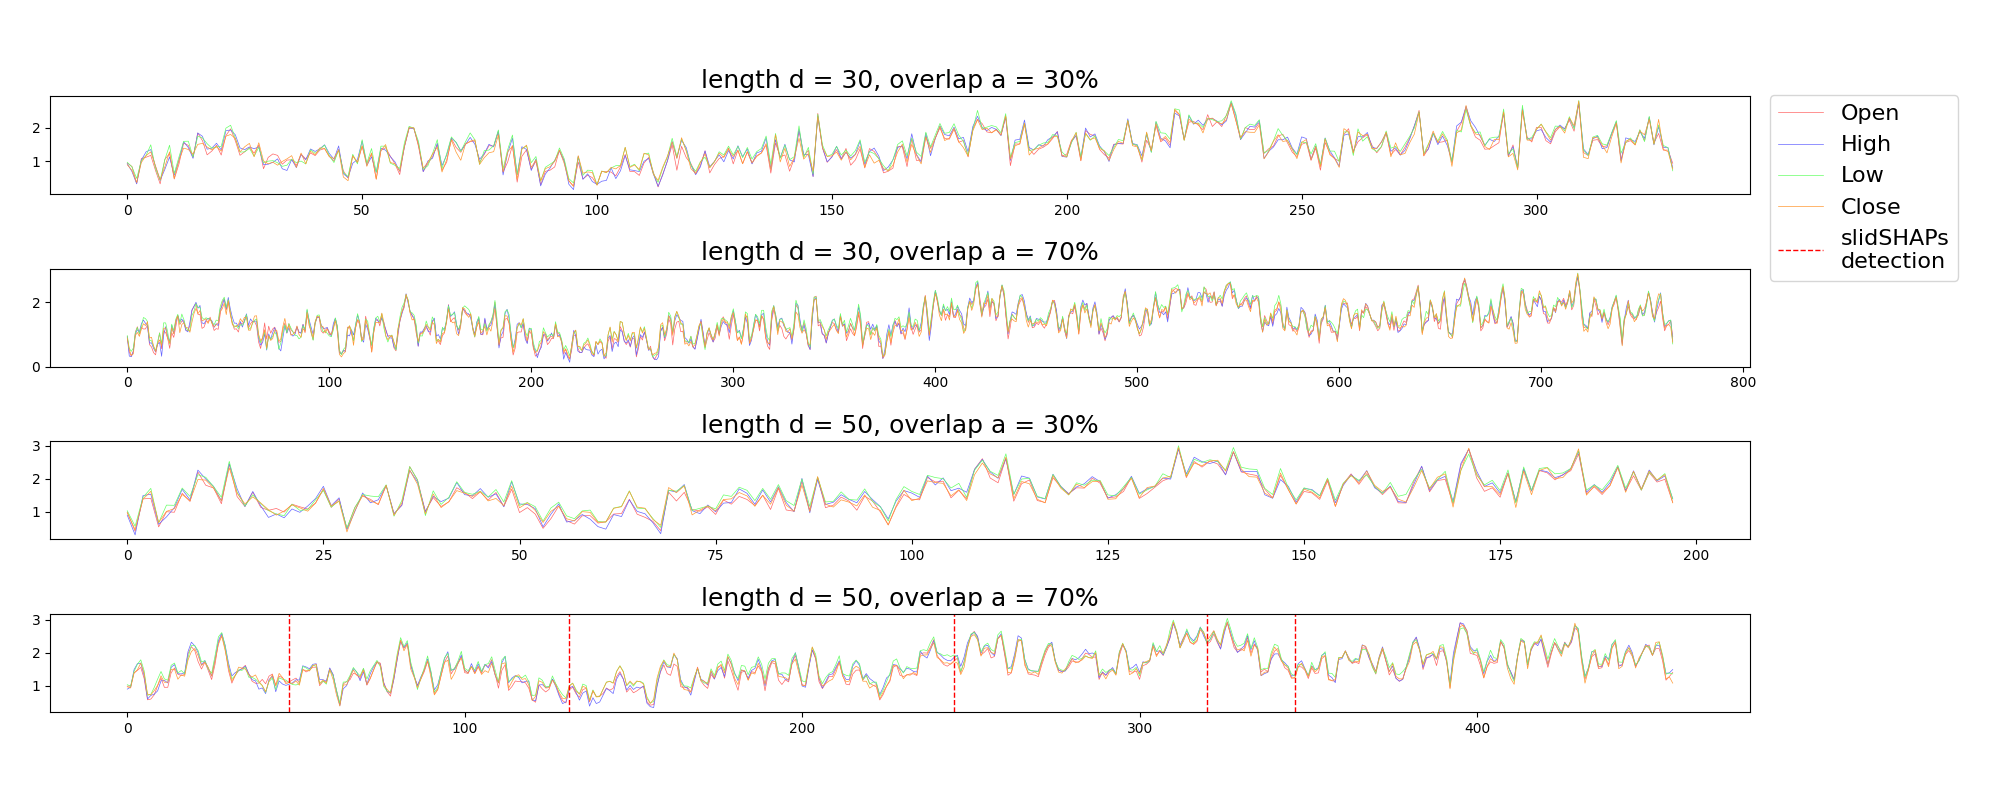 length d = 30, overlap a = 30%
2
1
0 50 100 150 200 250 300
Open
High
Low
Close
slidSHAPs
detection
length d = 30, overlap a = 70%
2
0
0 100 200 300 400 500 600 700 800
length d = 50, overlap a = 30%
3
2
1
0 25 50 75 100 125 150 175 200
length d = 50, overlap a = 70%
3
2
1
0 100 200 300 400